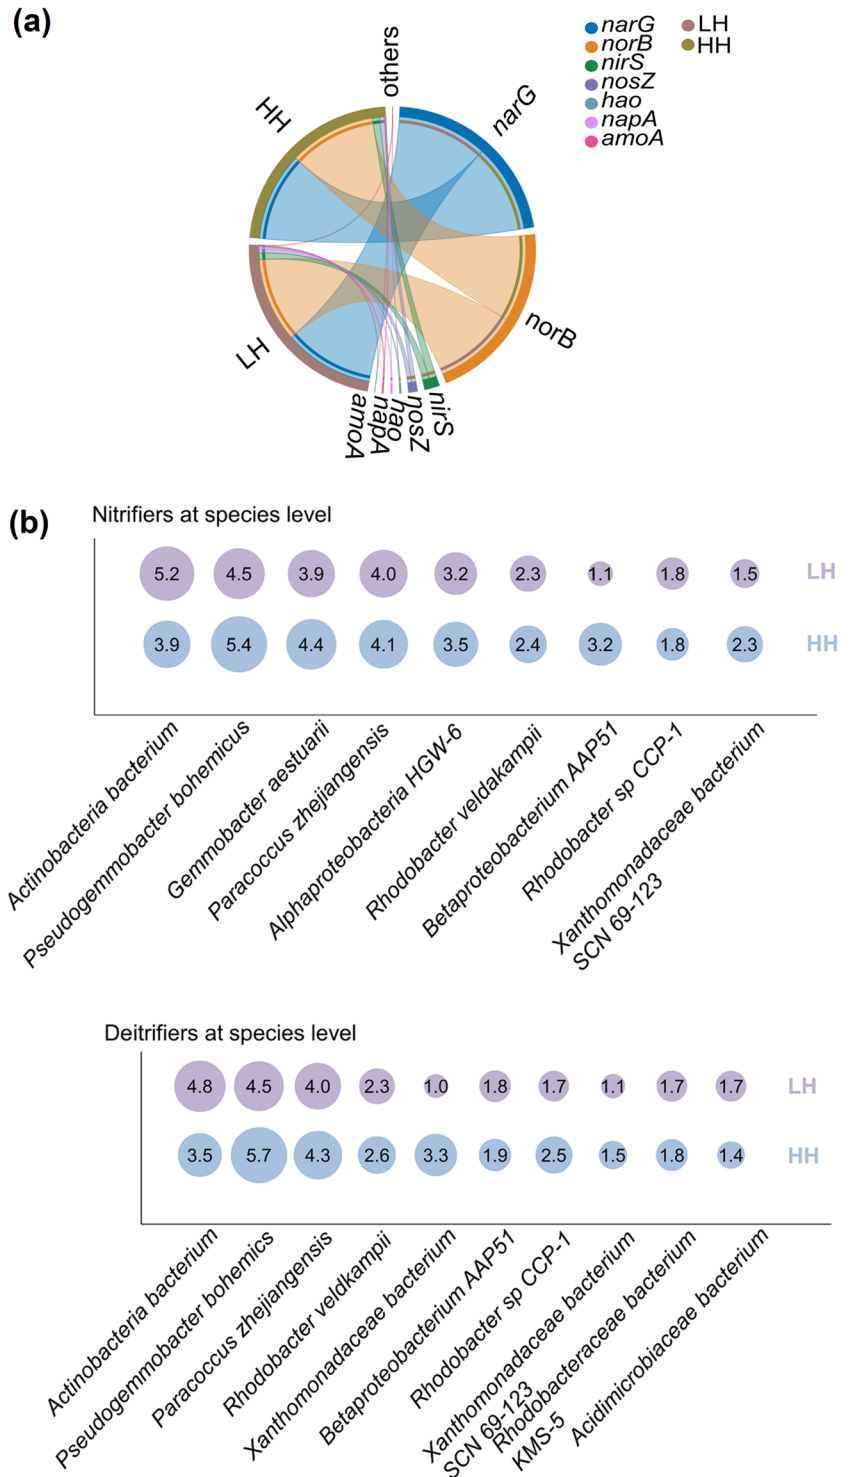 (a)
narG
norB
nirS
nosZ
hao
napA
amoA
LH
HH
others
HH
narG
norB
LH
amoA
napA
hao
nosZ
nirS
(b)
Nitrifiers at species level
5.2 4.5 3.9 4.0 3.2 2.3 1.1 1.8 1.5 LH
3.9 5.4 4.4 4.1 3.5 2.4 3.2 1.8 2.3 HH
Actinobacteria bacterium
Pseudogemmobacter bohemicus
Gemmobacter aestuarii
Paracoccus zhejiangensis
Alphaproteobacteria HGW-6
Rhodobacter veldakampii
Betaproteobacterium AAP51
Rhodobacter sp CCP-1
Xanthomonadaceae bacterium
SCN 69-123
Deitrifiers at species level
4.8 4.5 4.0 2.3 1.0 1.8 1.7 1.1 1.7 1.7 LH
3.5 5.7 4.3 2.6 3.3 1.9 2.5 1.5 1.8 1.4 HH
Actinobacteria bacterium
Pseudogemmobacter bohemics
Paracoccus zhejiangensis
Rhodobacter veldkampii
Xanthomonadaceae bacterium
Betaproteobacterium AAP51
Rhodobacter sp CCP-1
Xanthomonadaceae bacterium
SCN 69-123
Rhodobacteraceae bacterium
KMS-5
Acidimicrobiaceae bacterium